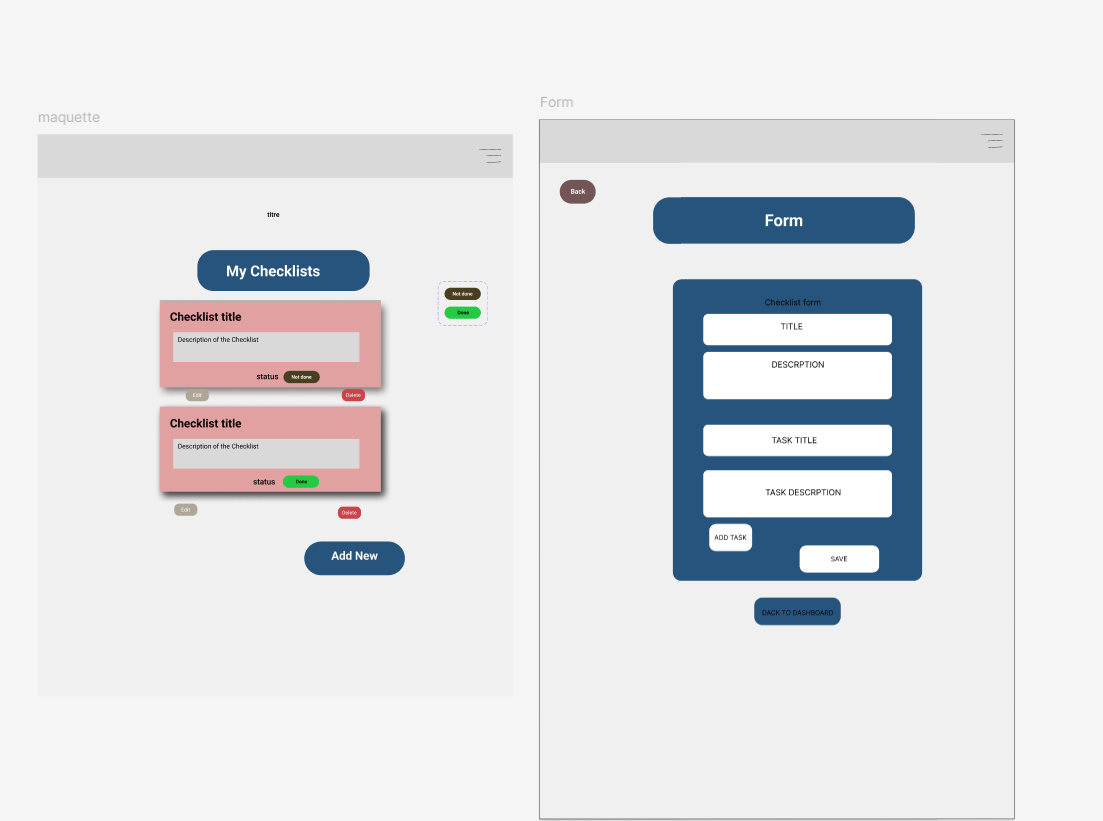 maquette
titre
My Checklists
Not done
Done
Checklist title
Description of the Checklist
status Not done
Edit Delete
Checklist title
Description of the Checklist
status Done
Edit Delete
Add New
Form
Back
Form
Checklist form
TITLE
DESCRPTION
TASK TITLE
TASK DESCRPTION
ADD TASK
SAVE
DACK TO DASHBOARD